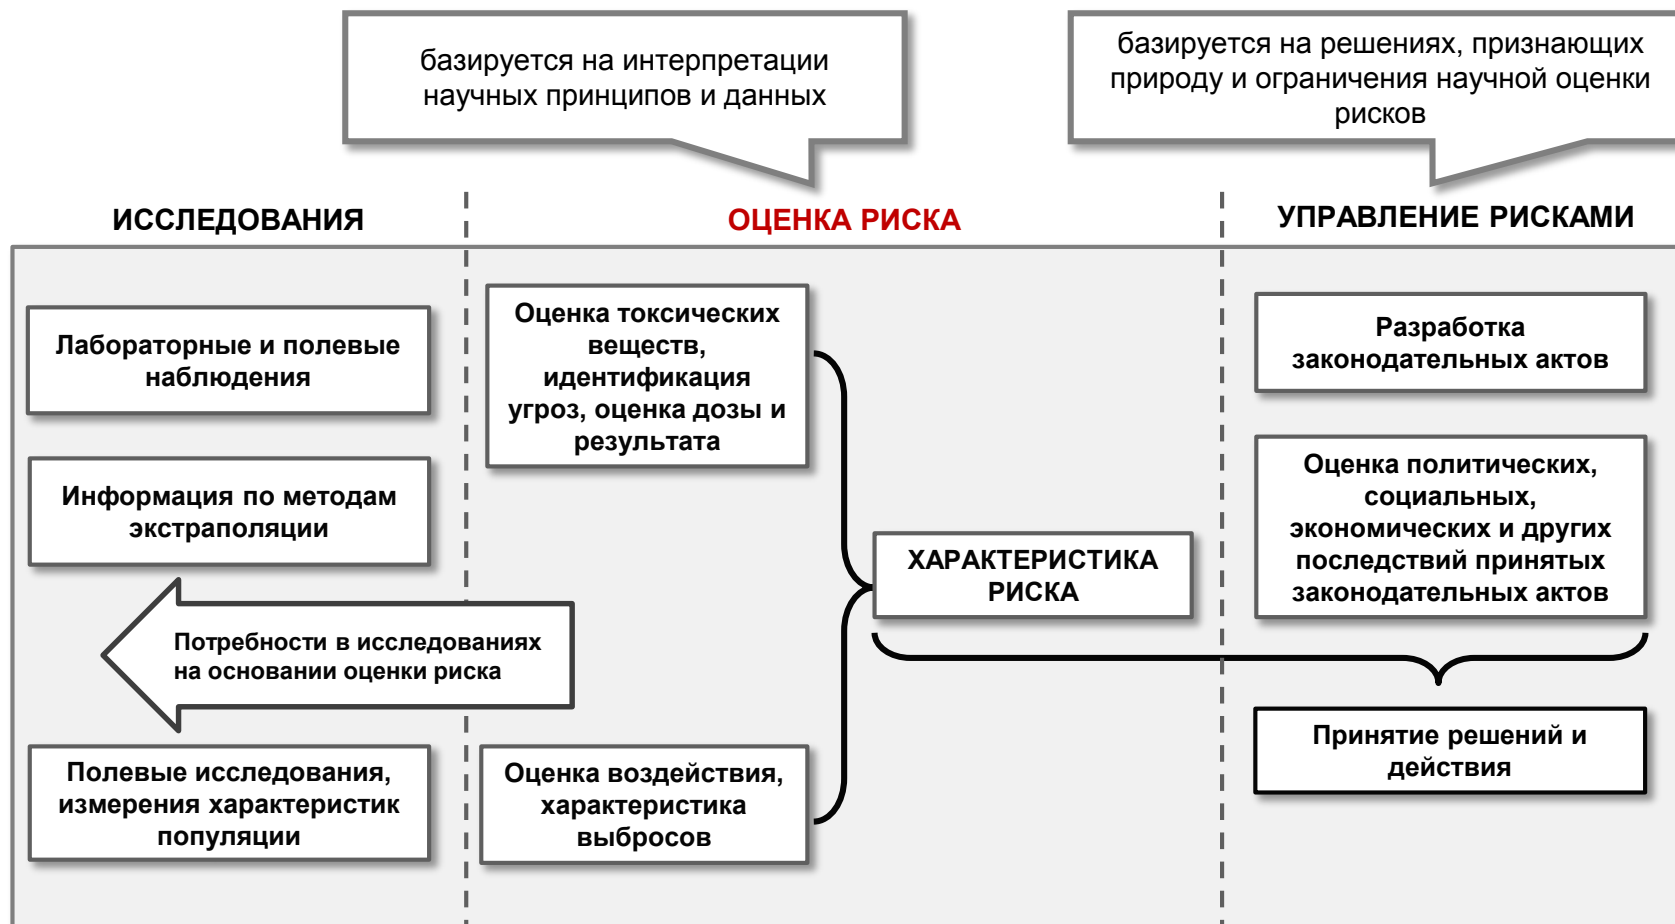 базируется на интерпретации
научных принципов и данных
базируется на решениях, признающих
природу и ограничения научной оценки
рисков
ИССЛЕДОВАНИЯ
ОЦЕНКА РИСКА
УПРАВЛЕНИЕ РИСКАМИ
Лабораторные и полевые
наблюдения
Информация по методам
экстраполяции
Потребности в исследованиях
на основании оценки риска
Полевые исследования,
измерения характеристик
популяции
Оценка токсических
веществ,
идентификация
угроз, оценка дозы и
результата
Оценка воздействия,
характеристика
выбросов
ХАРАКТЕРИСТИКА
РИСКА
Разработка
законодательных актов
Оценка политических,
социальных,
экономических и других
последствий принятых
законодательных актов
Принятие решений и
действия